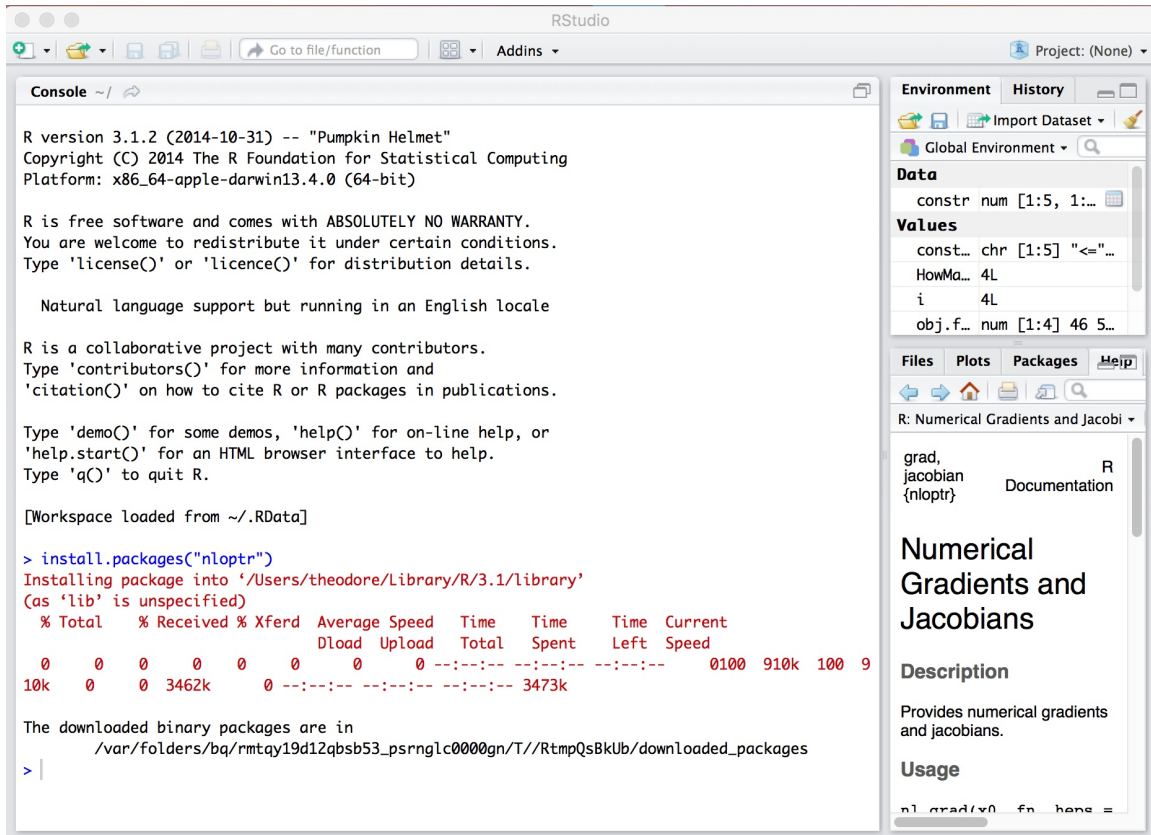 RStudio
Go to file/function
Addins
Project: (None)
Console ~/
R version 3.1.2 (2014-10-31) -- "Pumpkin Helmet"
Copyright (C) 2014 The R Foundation for Statistical Computing
Platform: x86_64-apple-darwin13.4.0 (64-bit)
R is free software and comes with ABSOLUTELY NO WARRANTY.
You are welcome to redistribute it under certain conditions.
Type 'license()' or 'licence()' for distribution details.
Natural language support but running in an English locale
R is a collaborative project with many contributors.
Type 'contributors()' for more information and
'citation()' on how to cite R or R packages in publications.
Type 'demo()' for some demos, 'help()' for on-line help, or
'help.start()' for an HTML browser interface to help.
Type 'q()' to quit R.
[Workspace loaded from ~/.RData]
> install.packages("nloptr")
Installing package into ‘/Users/theodore/Library/R/3.1/library’
(as ‘lib’ is unspecified)
% Total % Received % Xferd Average Speed Time Time Time Current
Dload Upload Total Spent Left Speed
0 0 0 0 0 0 0 0 --:--:-- --:--:-- --:--:-- 0100 910k 100 9
10k 0 0 3462k 0 --:--:-- --:--:-- --:--:-- 3473k
The downloaded binary packages are in
/var/folders/bq/rmtqy19d12qbsb53_psrnglc0000gn/T//RtmpQsBkUb/downloaded_packages
>
Environment History
Import Dataset
Global Environment
Data
constr num [1:5, 1:…
Values
const… chr [1:5] "<="…
HowMa… 4L
i 4L
obj.f… num [1:4] 46 5…
Files Plots Packages Help
R: Numerical Gradients and Jacobi
grad,
jacobian
{nloptr}
R
Documentation
Numerical
Gradients and
Jacobians
Description
Provides numerical gradients
and jacobians.
Usage
nl.grad(x0, fn, heps =